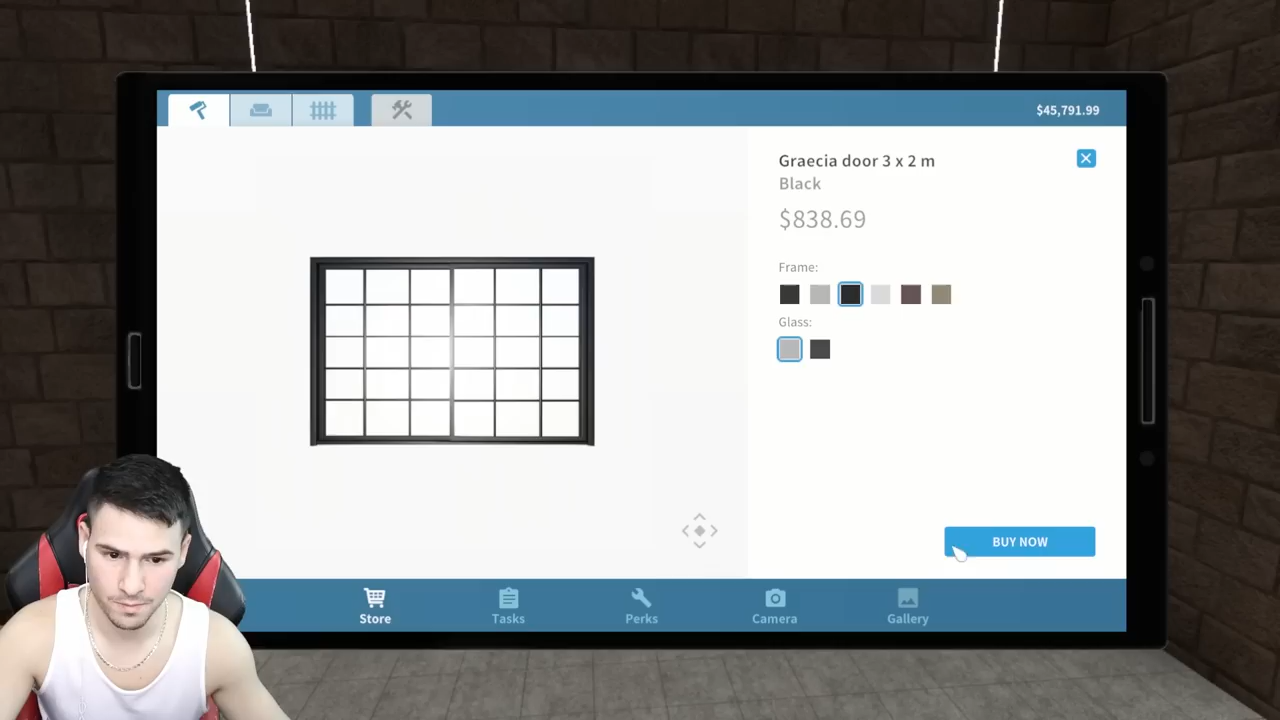 $45,791.99
Graecia door 3 x 2 m
Black
$838.69
Frame:
Glass:
BUY NOW
Store
Tasks
Perks
Camera
Gallery